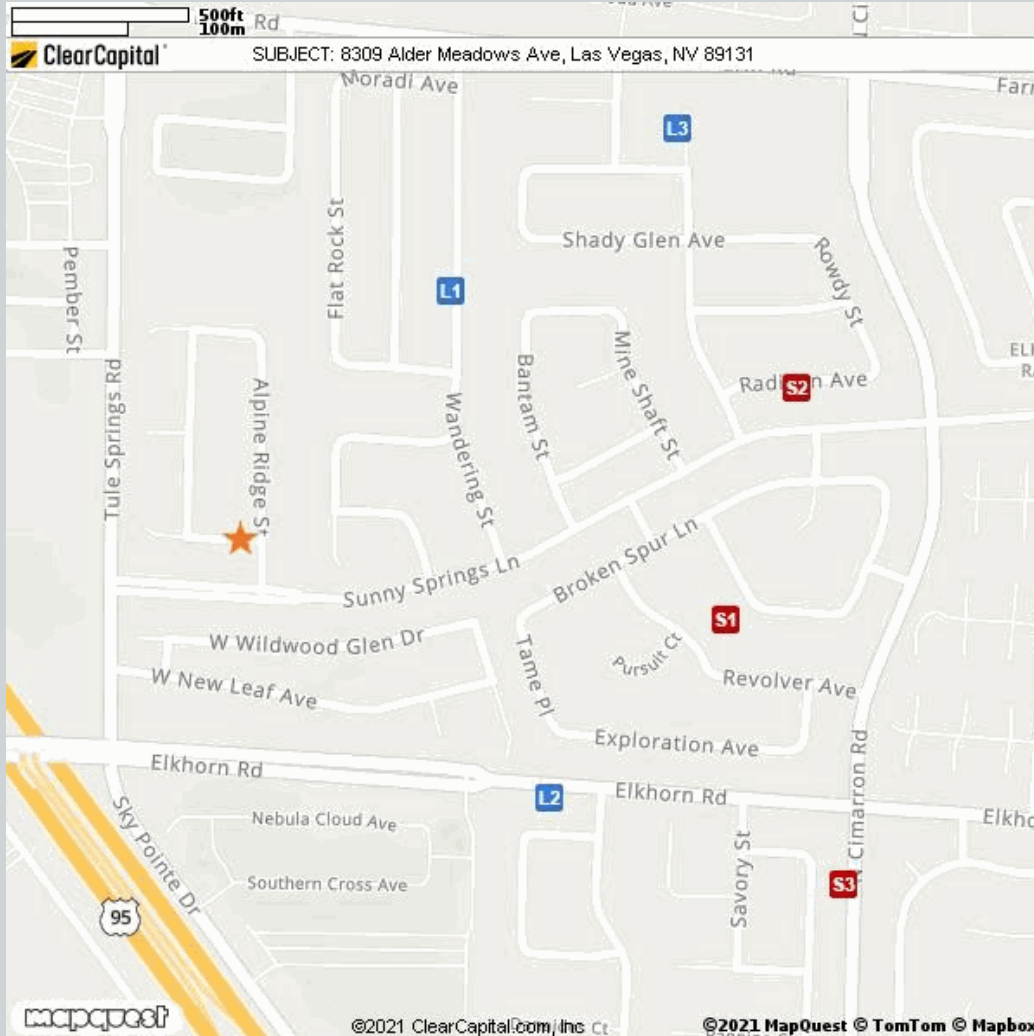 500ft
100m
Rd
ClearCapital
SUBJECT: 8309 Alder Meadows Ave, Las Vegas, NV 89131
Moradi Ave
L3
Flat Rock St
Shady Glen Ave
Rowdy St
Pember St
L1
Mine Shaft St
Bantam St
S2
Alpine Ridge St
Wandering St
Tule Springs Rd
Sunny Springs Ln
Broken Spur Ln
S1
W Wildwood Glen Dr
Tame Pl
Pursuit Ct
W New Leaf Ave
Revolver Ave
Exploration Ave
Elkhorn Rd
Elkhorn Rd
L2
Nebula Cloud Ave
Sky Pointe Dr
Southern Cross Ave
Savory St
N Cimarron Rd
S3
95
mapquest
©2021 ClearCapital.com, Inc
Ct
©2021 MapQuest © TomTom © Mapbo